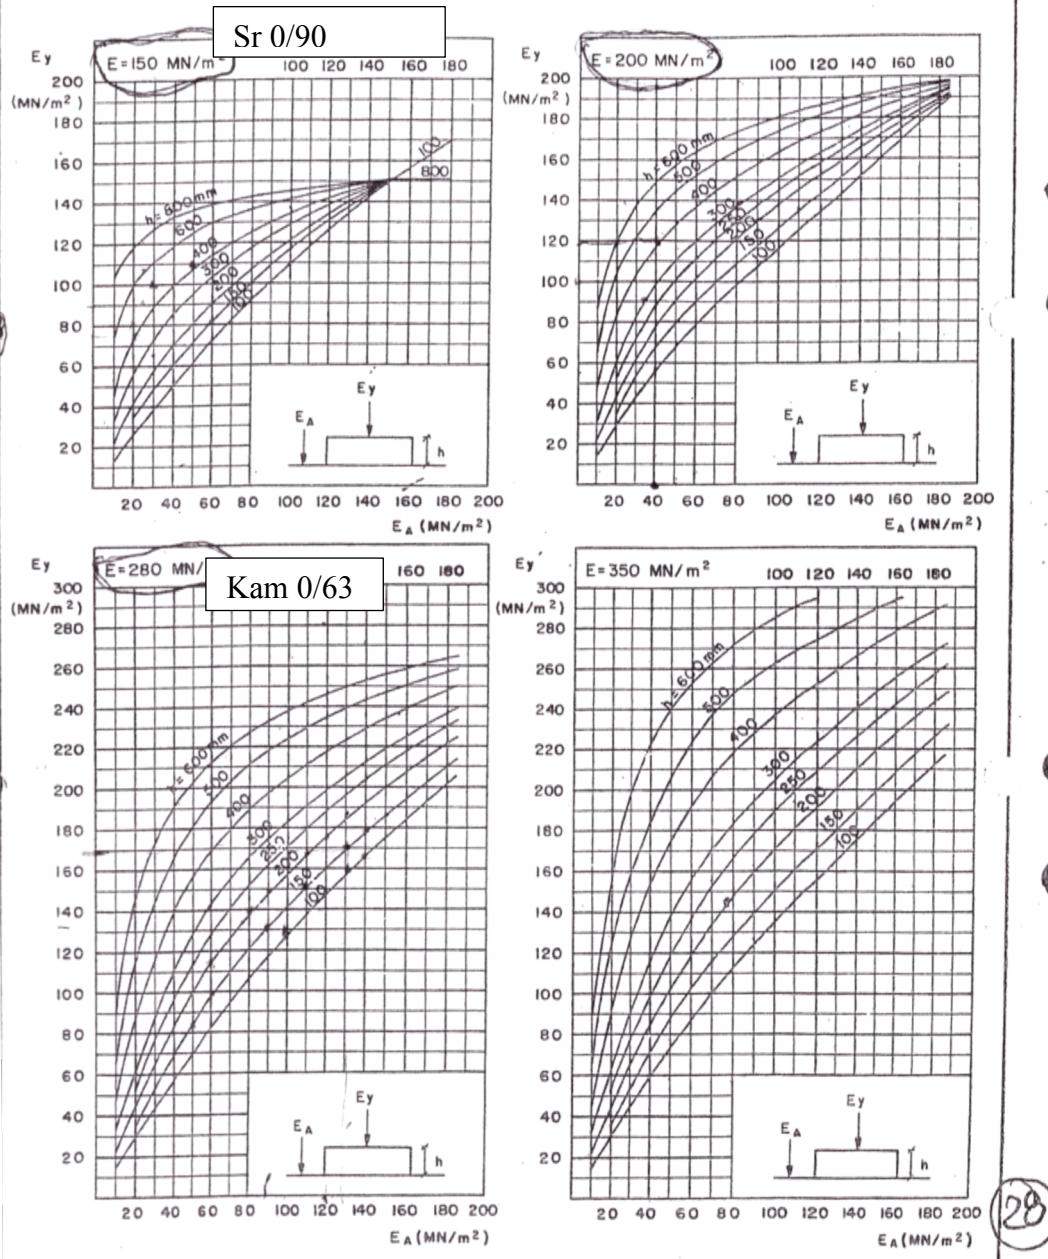 Sr 0/90
E=150 MN/m²
100 120 140 160 180
Ey
(MN/m²)
200
180
160
140
120
100
80
60
40
20
h=800mm
600
400
300
200
150
100
100
800
Ey
EA
h
20 40 60 80 100 120 140 160 180 200
EA (MN/m²)
E=200 MN/m²
100 120 140 160 180
Ey
(MN/m²)
200
180
160
140
120
100
80
60
40
20
h=600mm
500
400
300
250
200
150
100
Ey
EA
h
20 40 60 80 100 120 140 160 180 200
EA (MN/m²)
E=280 MN/
Kam 0/63
160 180
Ey
300
(MN/m²)
280
260
240
220
200
180
160
140
120
100
80
60
40
20
h=600mm
500
400
300
250
200
150
100
Ey
EA
h
20 40 60 80 100 120 140 160 180 200
EA (MN/m²)
E=350 MN/m²
100 120 140 160 180
Ey
300
(MN/m²)
280
260
240
220
200
180
160
140
120
100
80
60
40
20
h=600mm
500
400
300
250
200
150
100
Ey
EA
h
20 40 60 80 100 120 140 160 180 200
EA (MN/m²)
28